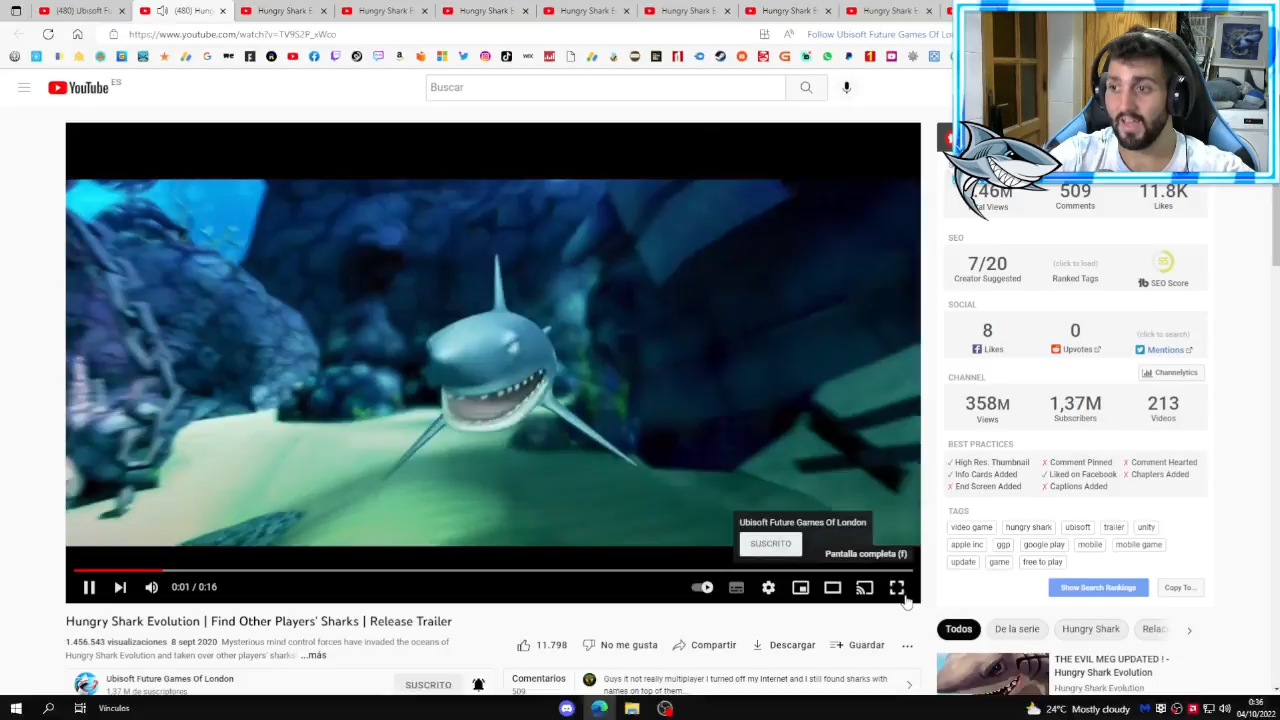 (480) Ubisoft Fu
(480) Hung
Hungry Shark E
Hungry Shark E
Hungry Shark E
Hungry Shark E
Hungry Shark E
Hungry Shark E
Hungry Shark E
https://www.youtube.com/watch?v=TV9S2P_xWco
Follow Ubisoft Future Games Of Lon
YouTube ES
Buscar
.46M 509 11.8K
Views Comments Likes
SEO
7/20 (click to load) 55
Creator Suggested Ranked Tags tb SEO Score
SOCIAL
8 0 (click to search)
Likes Upvotes Mentions
CHANNEL Channelytics
358M 1,37M 213
Views Subscribers Videos
BEST PRACTICES
High Res. Thumbnail Comment Pinned Comment Hearted
Info Cards Added Liked on Facebook Chapters Added
End Screen Added Captions Added
TAGS
video game hungry shark ubisoft trailer unity
apple inc ggp google play mobile mobile game
update game free to play
Show Search Rankings Copy To...
Ubisoft Future Games Of London
SUSCRITO
Pantalla completa (f)
0:01 / 0:16
Hungry Shark Evolution | Find Other Players' Sharks | Release Trailer
1.456.543 visualizaciones 8 sept 2020 Mysterious mind control forces have invaded the oceans of
Hungry Shark Evolution and taken over other players' sharks ...más
11.798 No me gusta Compartir Descargar Guardar ...
Ubisoft Future Games Of London
1,37 M de suscriptores
SUSCRITO
Comentarios
509
Guys it not really multiplayer I turned off my Internet and I still found sharks with
names on top of them...
Todos De la serie Hungry Shark Relac
THE EVIL MEG UPDATED ! -
Hungry Shark Evolution
Hungry Shark Evolution
Vínculos
24°C Mostly cloudy
0:36
04/10/2022